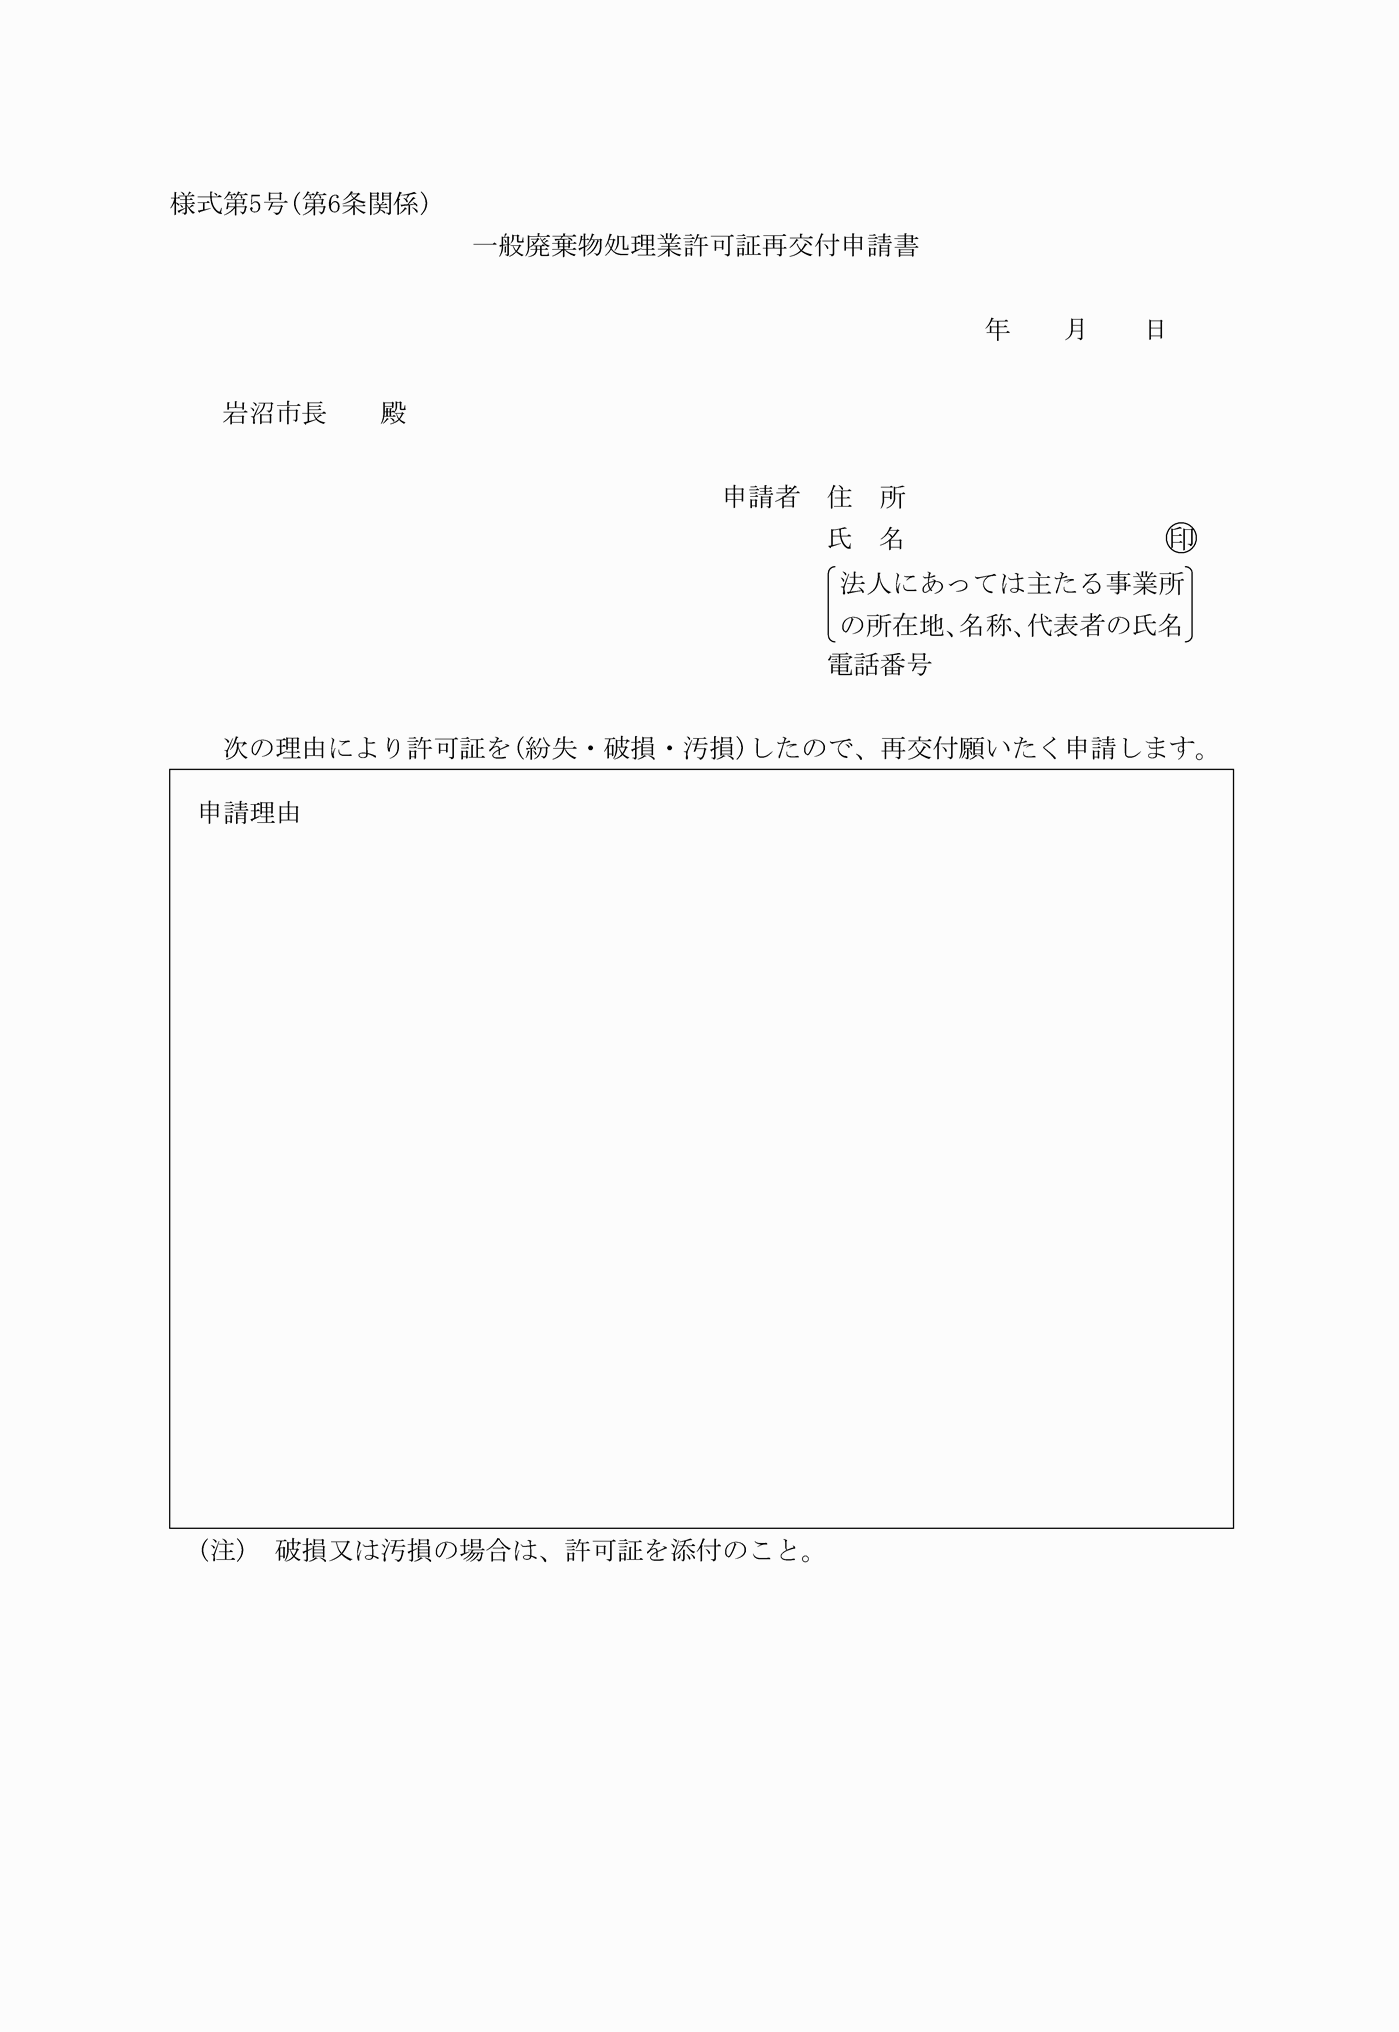 様式第5号(第6条関係)
一般廃棄物処理業許可証再交付申請書
年　　月　　日
岩沼市長　　殿
申請者　住　所
氏　名　　　　　　　　　　㊞
法人にあっては主たる事業所
の所在地、名称、代表者の氏名
電話番号
次の理由により許可証を(紛失・破損・汚損)したので、再交付願いたく申請します。
申請理由
(注)　破損又は汚損の場合は、許可証を添付のこと。